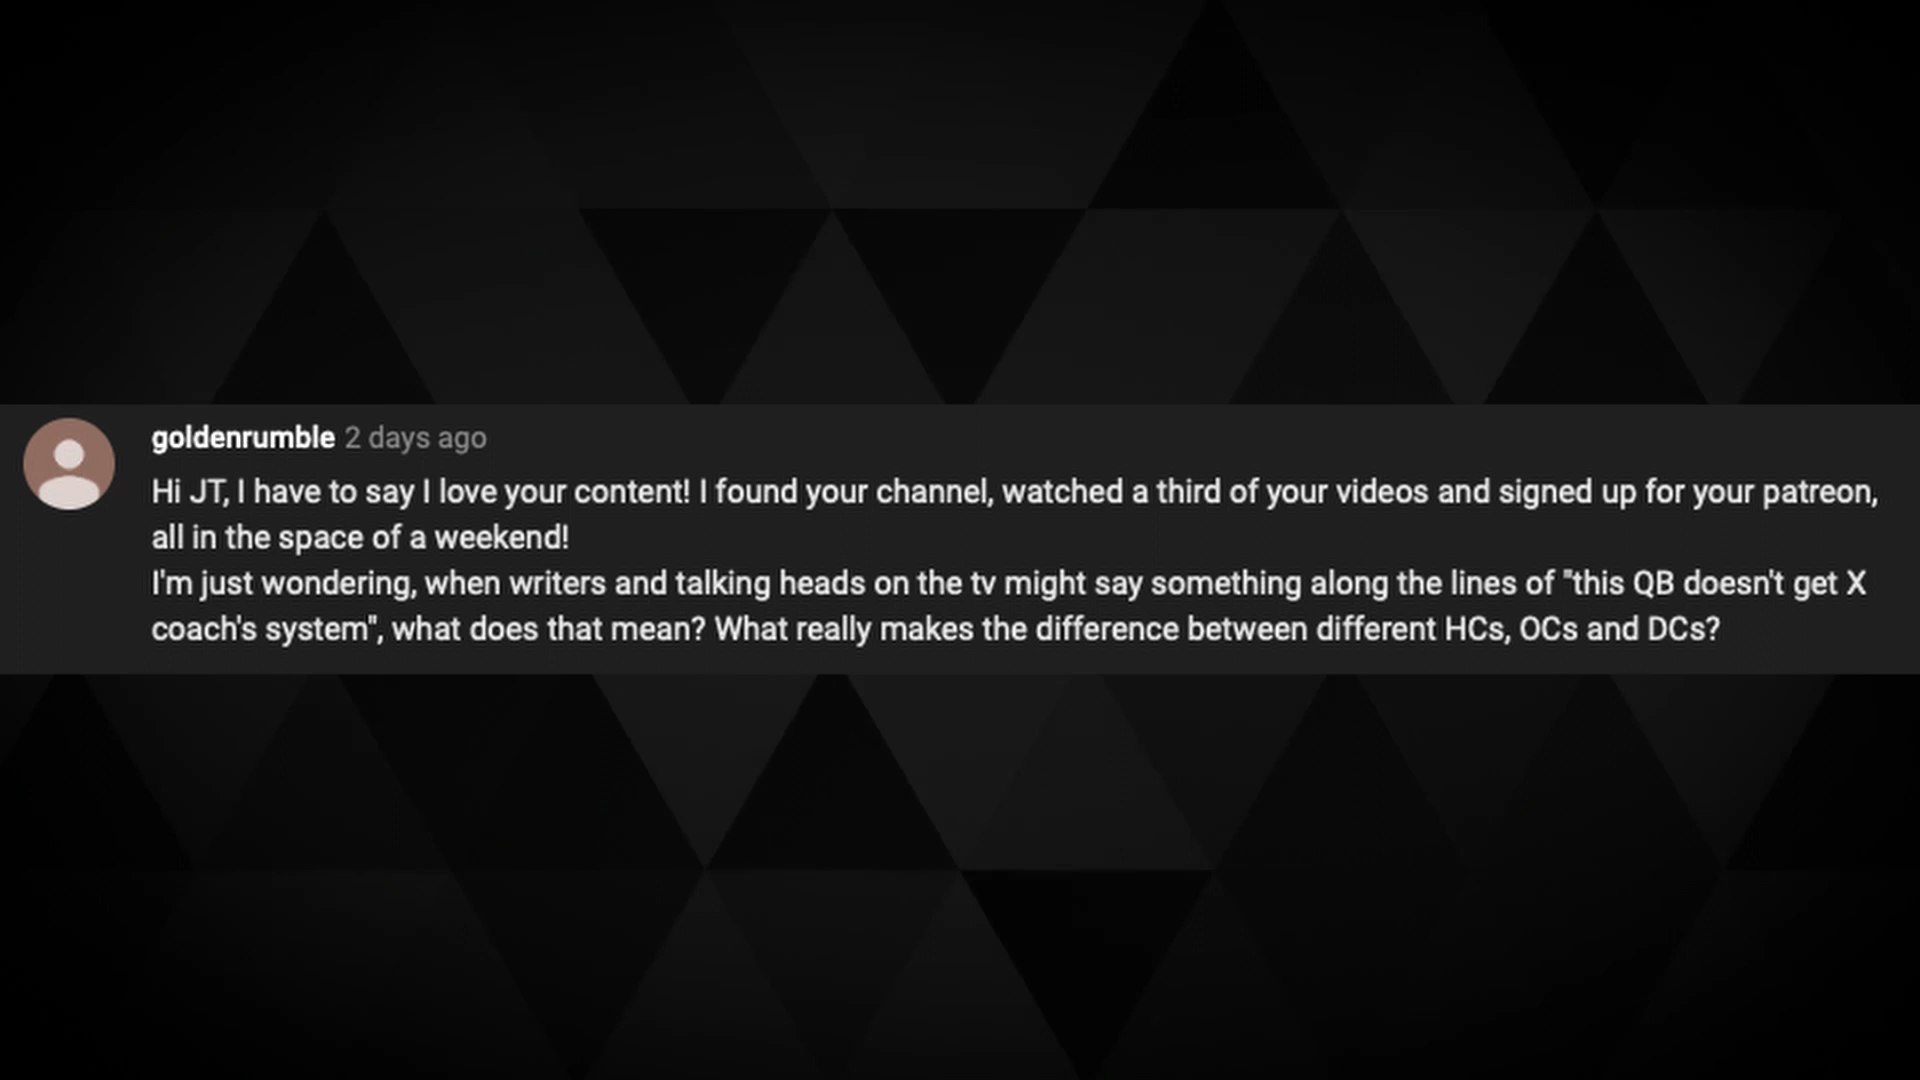 goldenrumble 2 days ago
Hi JT, I have to say I love your content! I found your channel, watched a third of your videos and signed up for your patreon,
all in the space of a weekend!
I'm just wondering, when writers and talking heads on the tv might say something along the lines of "this QB doesn't get X
coach's system", what does that mean? What really makes the difference between different HCs, OCs and DCs?